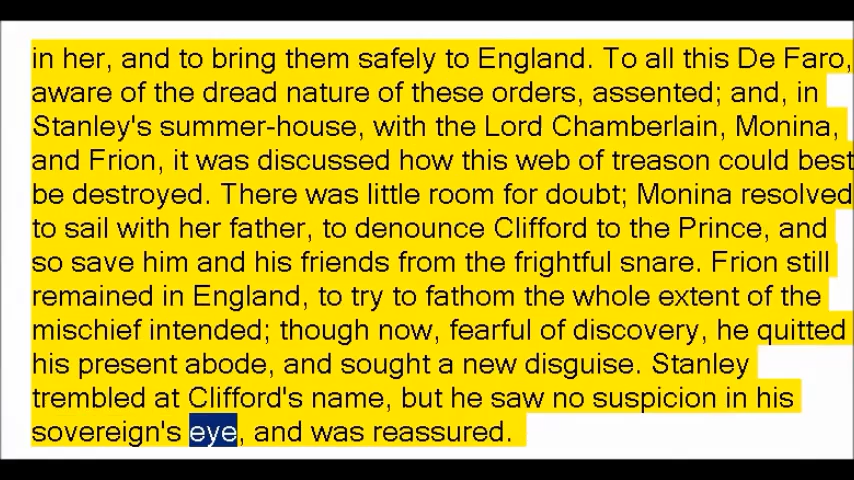 in her, and to bring them safely to England. To all this De Faro,
aware of the dread nature of these orders, assented; and, in
Stanley's summer-house, with the Lord Chamberlain, Monina,
and Frion, it was discussed how this web of treason could best
be destroyed. There was little room for doubt; Monina resolved
to sail with her father, to denounce Clifford to the Prince, and
so save him and his friends from the frightful snare. Frion still
remained in England, to try to fathom the whole extent of the
mischief intended; though now, fearful of discovery, he quitted
his present abode, and sought a new disguise. Stanley
trembled at Clifford's name, but he saw no suspicion in his
sovereign's eye, and was reassured.